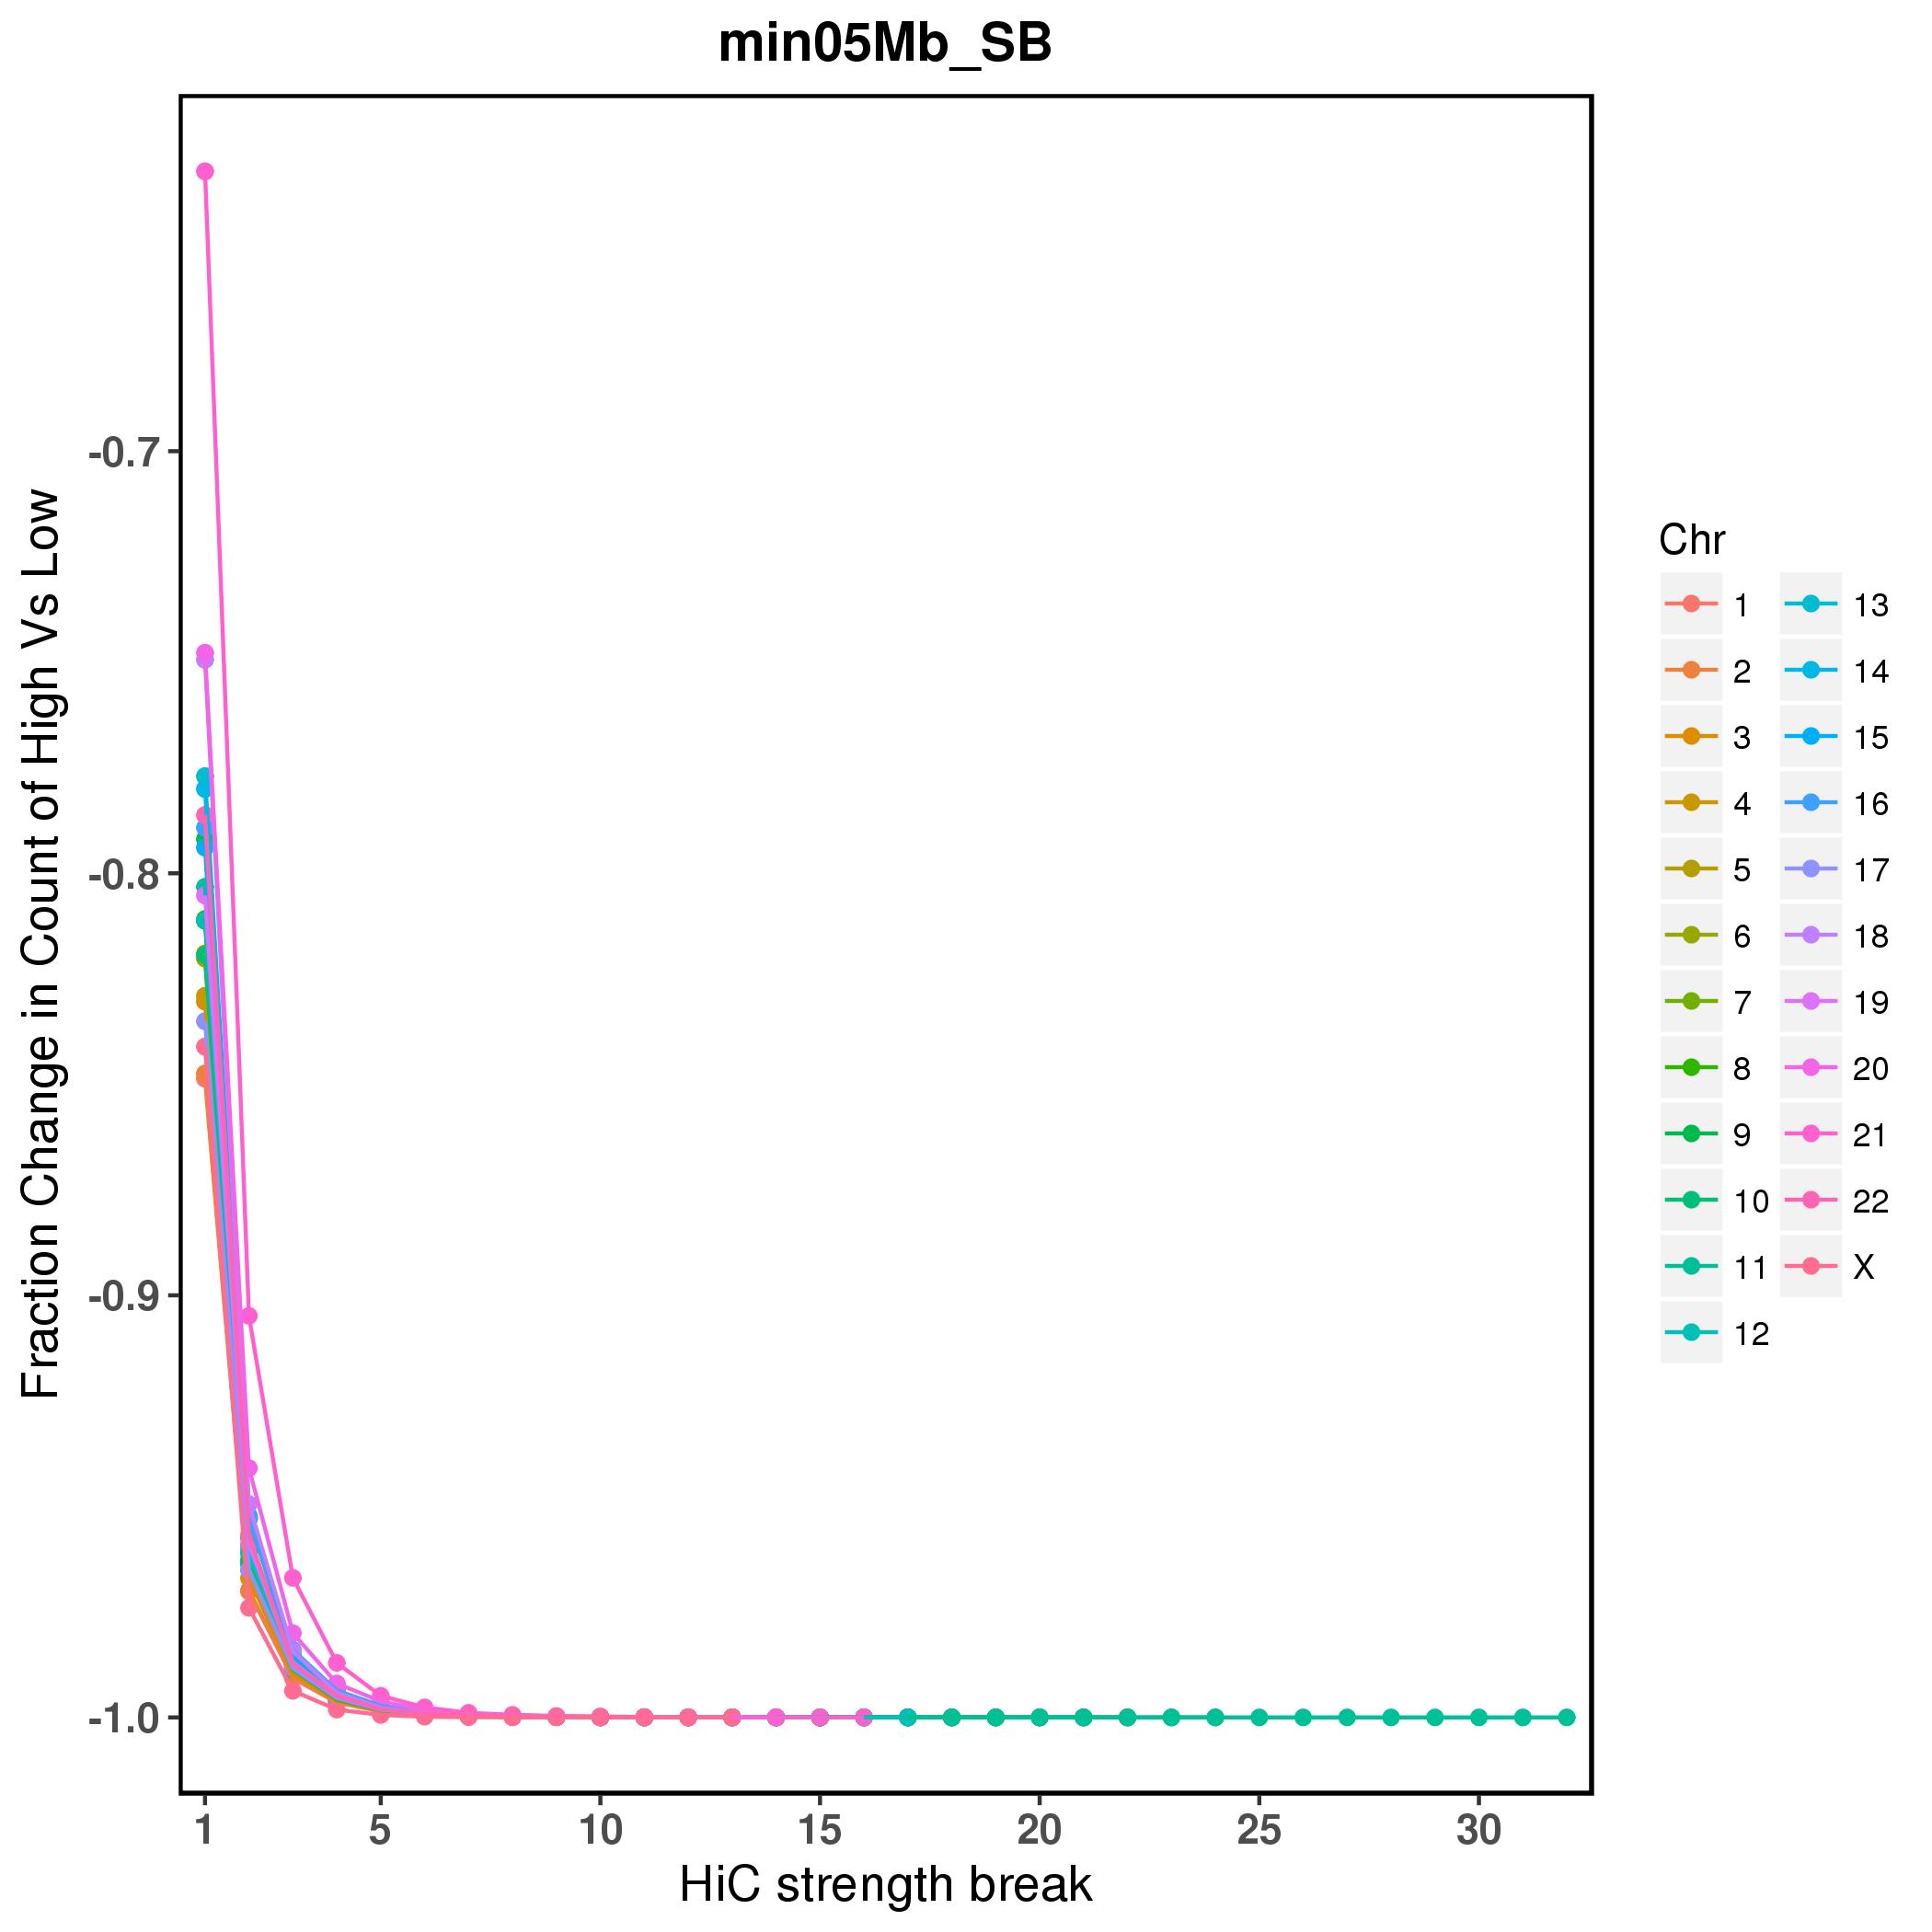 min05Mb_SB
Fraction Change in Count of High Vs Low
-0.7
-0.8
-0.9
-1.0
1 5 10 15 20 25 30
HiC strength break
Chr
1 13
2 14
3 15
4 16
5 17
6 18
7 19
8 20
9 21
10 22
11 X
12